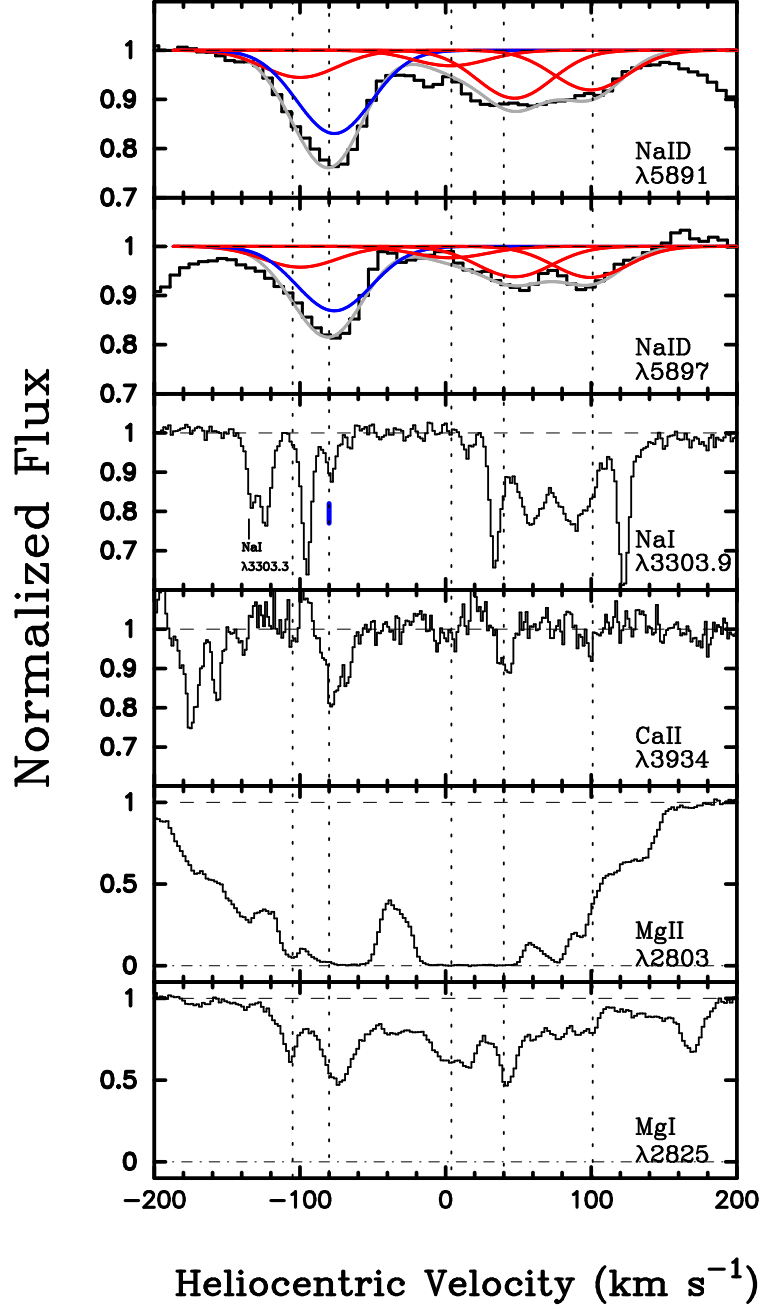 1
0.9
0.8
0.7
NaID
λ5891
1
0.9
0.8
0.7
NaID
λ5897
1
0.9
0.8
0.7
NaI
λ3303.3
NaI
λ3303.9
1
0.9
0.8
0.7
CaII
λ3934
1
0.5
0
MgII
λ2803
1
0.5
0
MgI
λ2825
−200 −100 0 100 200
Heliocentric Velocity (km s−1)
Normalized Flux